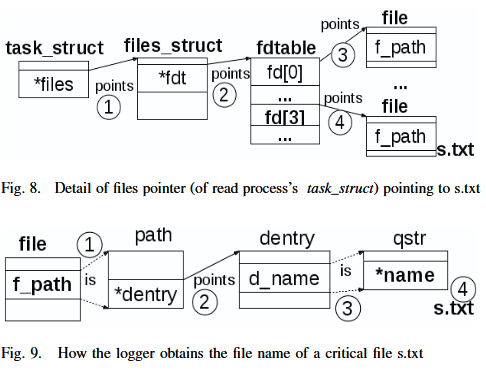 points
file
task_struct
files_struct
fdtable
3
f_path
*files
points
*fdt
points
fd[0]
1
2
...
...
points
file
fd[3]
4
...
f_path
s.txt
Fig. 8. Detail of files pointer (of read process's task_struct) pointing to s.txt
file
1
path
dentry
qstr
f_path
is
*dentry
points
d_name
is
*name
2
3
4
s.txt
Fig. 9. How the logger obtains the file name of a critical file s.txt